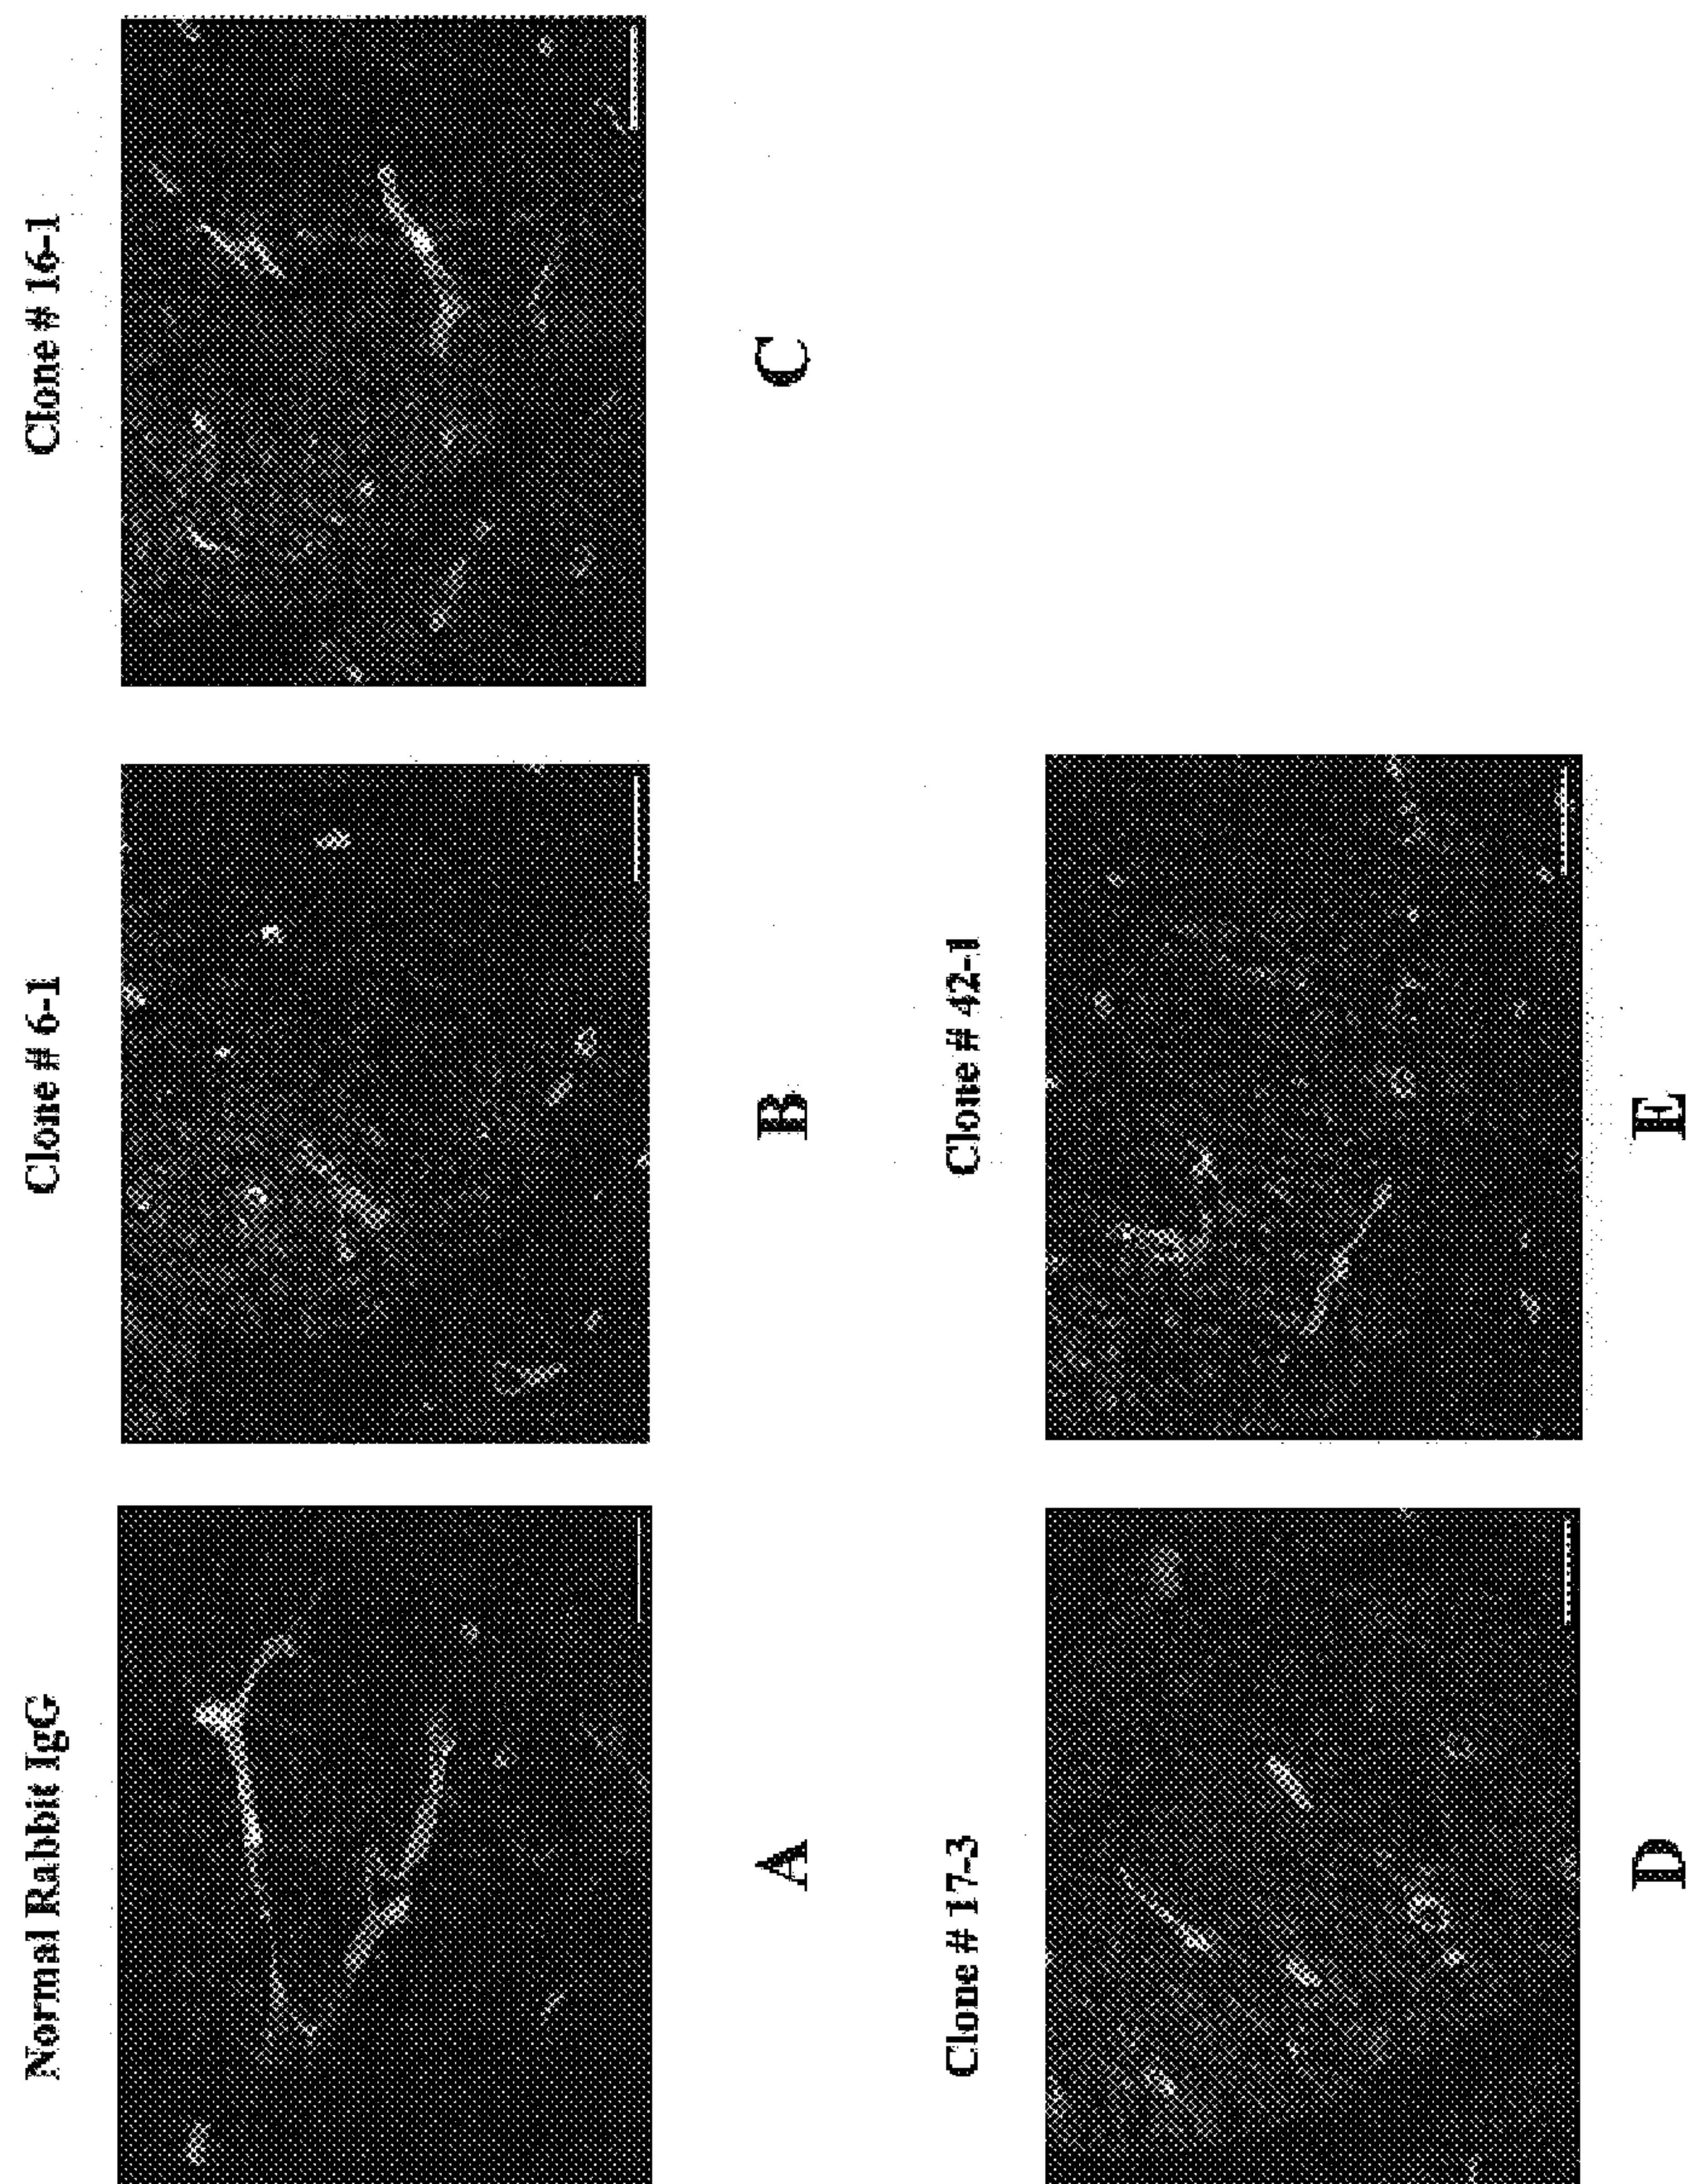 Normal Rabbit IgG
Clone # 6-1
Clone # 16-1
A
B
C
Clone # 17-3
Clone # 42-1
D
E